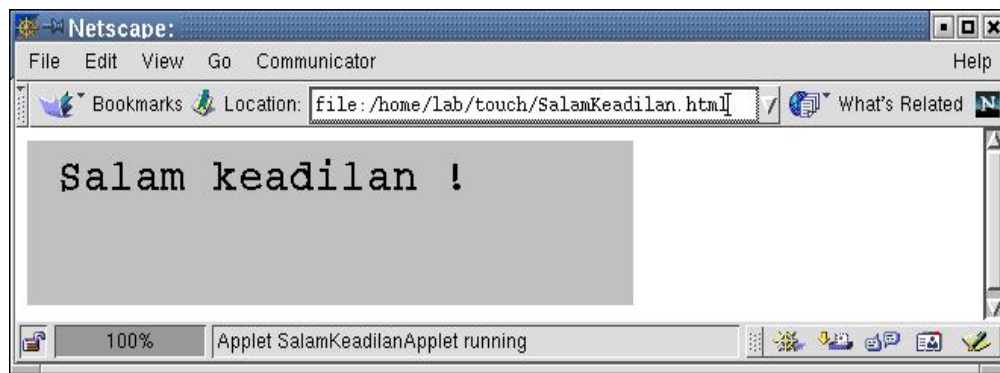 Netscape:
File Edit View Go Communicator Help
Bookmarks Location: file:/home/lab/touch/SalamKeadilan.html What's Related N
Salam keadilan !
100% Applet SalamKeadilanApplet running